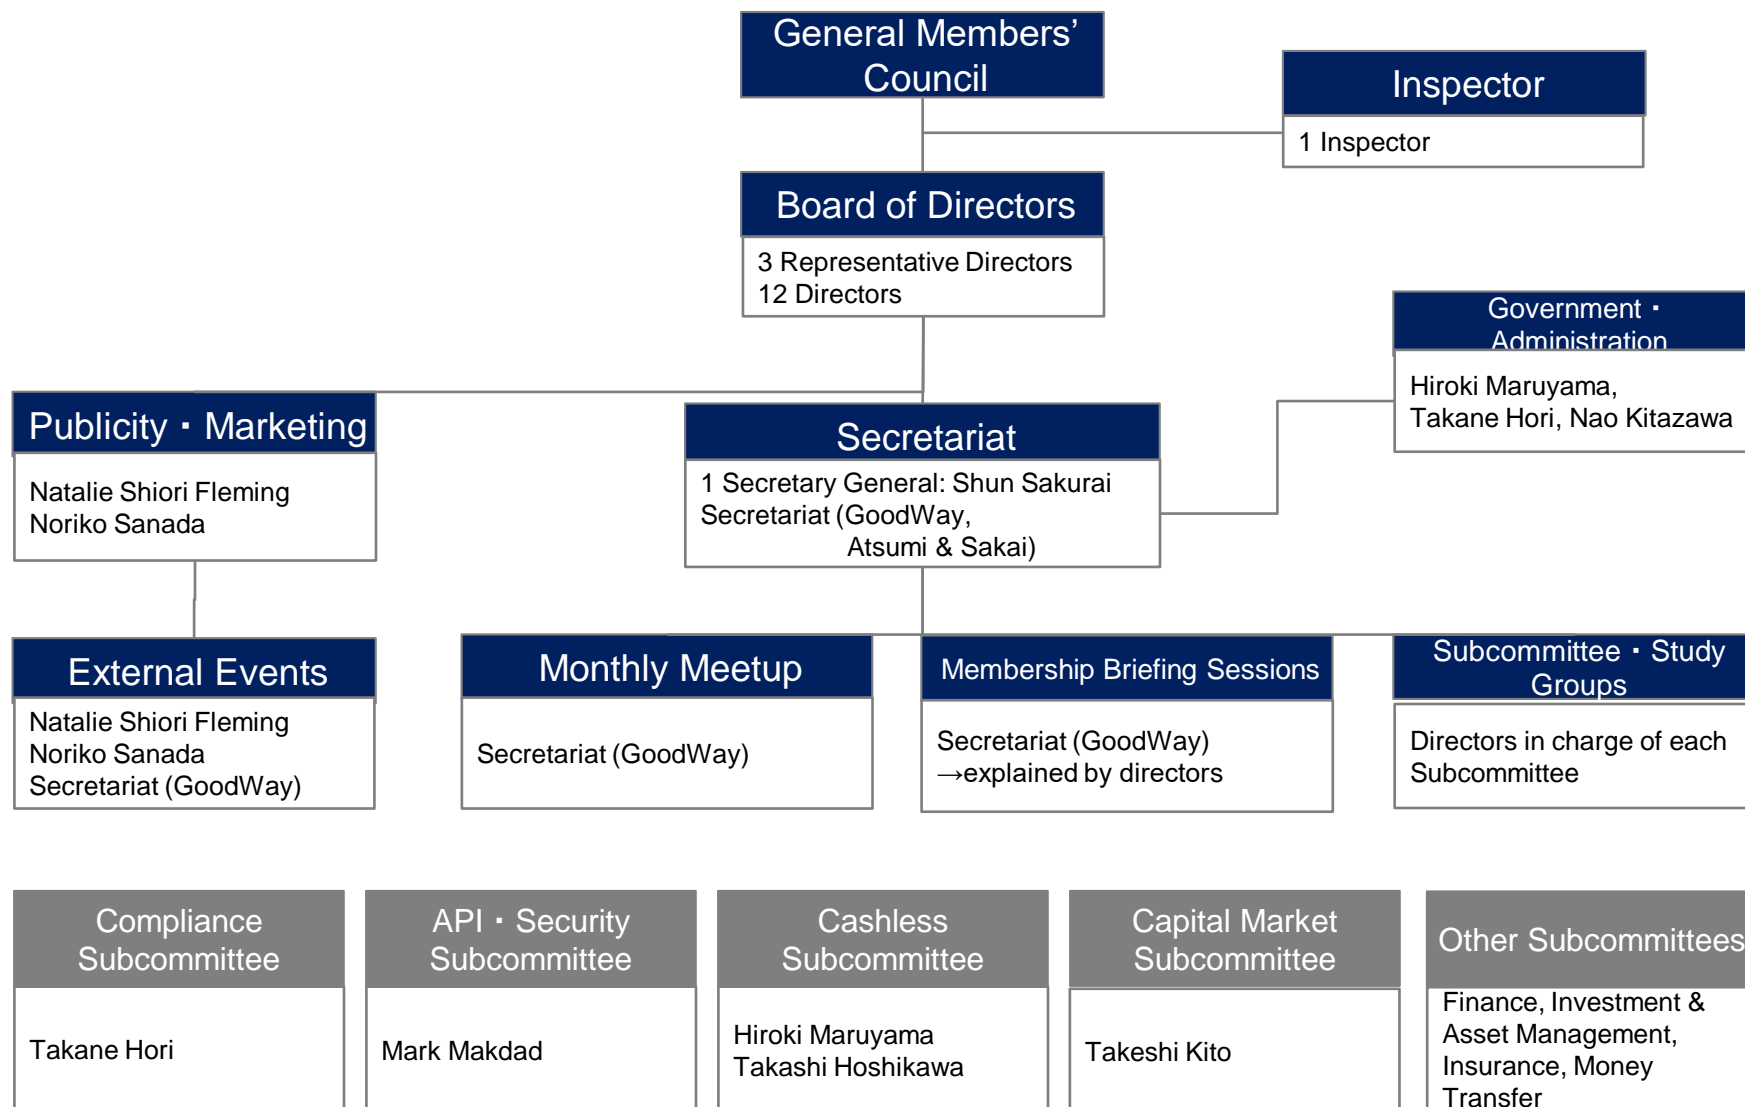 General Members’
Council
Inspector
1 Inspector
Board of Directors
3 Representative Directors
12 Directors
Government・
Administration
Hiroki Maruyama,
Takane Hori, Nao Kitazawa
Publicity・Marketing
Natalie Shiori Fleming
Noriko Sanada
Secretariat
1 Secretary General: Shun Sakurai
Secretariat (GoodWay,
Atsumi & Sakai)
External Events
Natalie Shiori Fleming
Noriko Sanada
Secretariat (GoodWay)
Monthly Meetup
Secretariat (GoodWay)
Membership Briefing Sessions
Secretariat (GoodWay)
→explained by directors
Subcommittee・Study
Groups
Directors in charge of each
Subcommittee
Compliance
Subcommittee
Takane Hori
API・Security
Subcommittee
Mark Makdad
Cashless
Subcommittee
Hiroki Maruyama
Takashi Hoshikawa
Capital Market
Subcommittee
Takeshi Kito
Other Subcommittees
Finance, Investment &
Asset Management,
Insurance, Money
Transfer